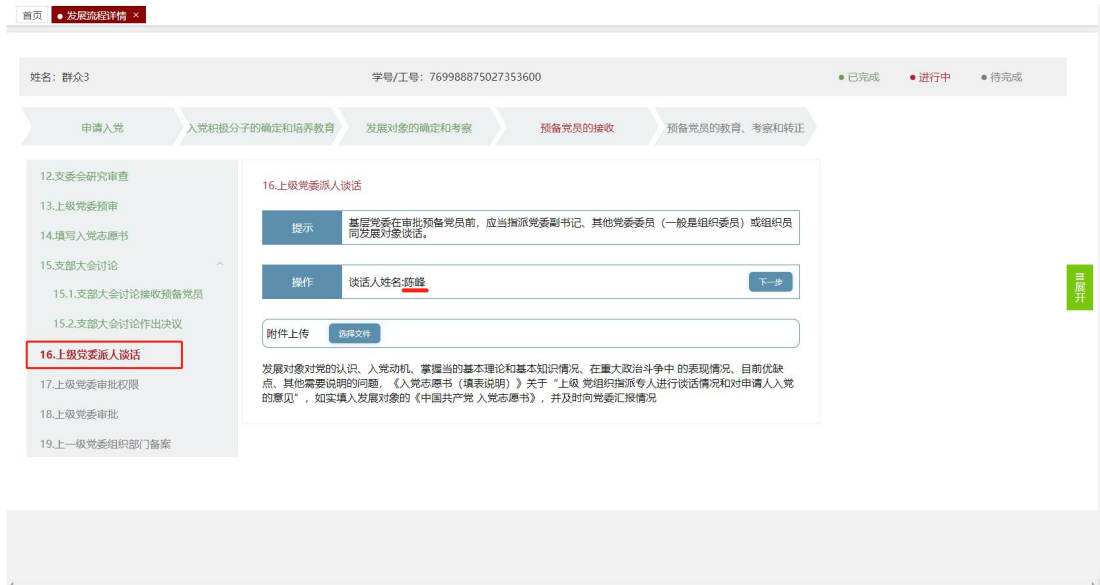 首页 ● 发展流程详情 ×
姓名：群众3 学号/工号：769988875027353600 ●已完成 ●进行中 ●待完成
申请入党 入党积极分子的确定和培养教育 发展对象的确定和考察 预备党员的接收 预备党员的教育、考察和转正
12.支委会研究审查
13.上级党委预审
14.填写入党志愿书
15.支部大会讨论
15.1.支部大会讨论接收预备党员
15.2.支部大会讨论作出决议
16.上级党委派人谈话
17.上级党委审批权限
18.上级党委审批
19.上一级党委组织部门备案
16.上级党委派人谈话
提示
基层党委在审批预备党员前，应当指派党委副书记、其他党委委员（一般是组织委员）或组织员
同发展对象谈话。
操作 谈话人姓名:陈峰 下一步
附件上传 选择文件
发展对象对党的认识、入党动机、掌握当的基本理论和基本知识情况、在重大政治斗争中 的表现情况、目前优缺
点、其他需要说明的问题，《入党志愿书（填表说明）》关于“上级 党组织指派专人进行谈话情况和对申请人入党
的意见”，如实填入发展对象的《中国共产党 入党志愿书》，并及时向党委汇报情况
展开